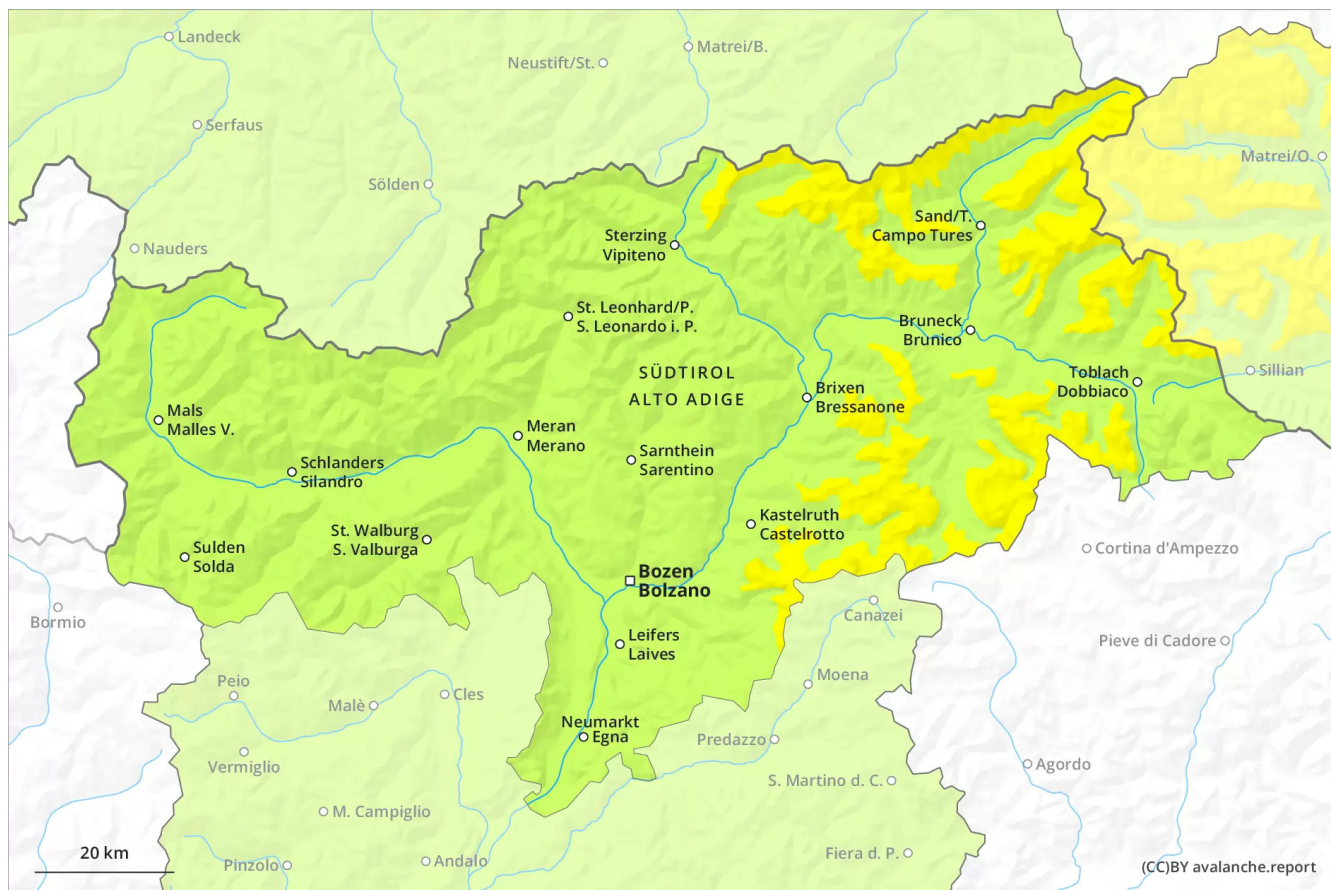 Landeck
Matrei/B.
Neustift/St.
Serfaus
Matrei/O.
Sölden
Sand/T.
Campo Tures
Sterzing
Vipiteno
Nauders
St. Leonhard/P.
S. Leonardo i. P.
Bruneck
Brunico
SÜDTIROL
ALTO ADIGE
Toblach
Dobbiaco
Sillian
Brixen
Bressanone
Mals
Malles V.
Meran
Merano
Sarnthein
Sarentino
Schlanders
Silandro
Kastelruth
Castelrotto
St. Walburg
S. Valburga
Sulden
Solda
Cortina d'Ampezzo
Bozen
Bolzano
Bormio
Canazei
Leifers
Laives
Pieve di Cadore
Moena
Peio
Cles
Malè
Neumarkt
Egna
Predazzo
Vermiglio
Agordo
S. Martino d. C.
M. Campiglio
20 km
Andalo
Fiera d. P.
Pinzolo
(CC)BY avalanche.report